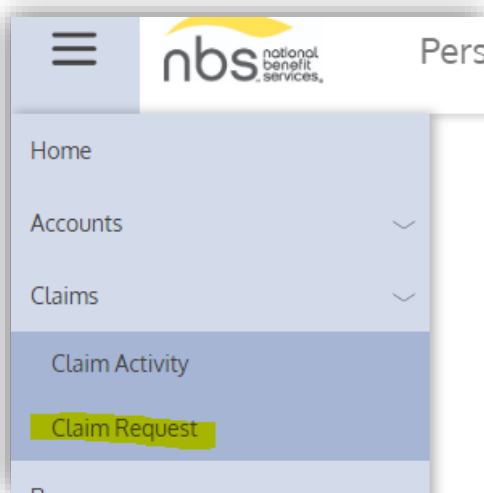 nbs national
benefit
services.
Pers
Home
Accounts
Claims
Claim Activity
Claim Request